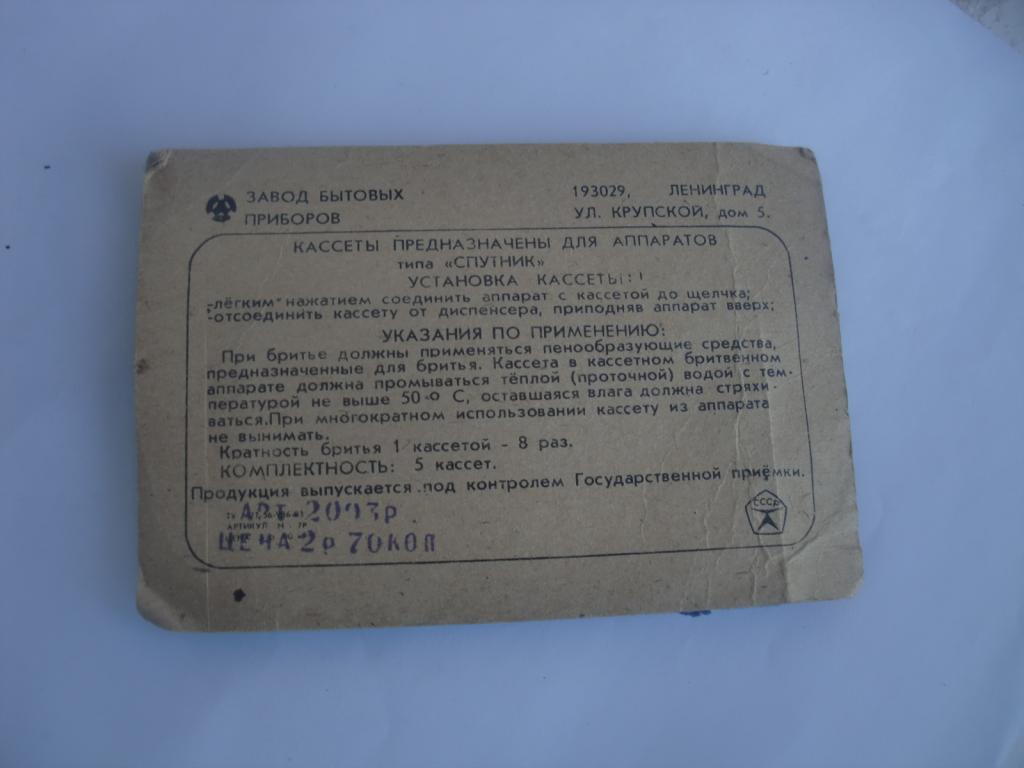 ЗАВОД БЫТОВЫХ
ПРИБОРОВ
193029, ЛЕНИНГРАД
УЛ. КРУПСКОЙ, дом 5.
КАССЕТЫ ПРЕДНАЗНАЧЕНЫ ДЛЯ АППАРАТОВ
типа «СПУТНИК»
УСТАНОВКА КАССЕТЫ:
-лёгким нажатием соединить аппарат с кассетой до щелчка;
-отсоединить кассету от диспенсера, приподняв аппарат вверх;
УКАЗАНИЯ ПО ПРИМЕНЕНИЮ:
При бритье должны применяться пенообразующие средства,
предназначенные для бритья. Кассета в кассетном бритвенном
аппарате должна промываться тёплой (проточной) водой с тем-
пературой не выше 50-о С, оставшаяся влага должна стряхи-
ваться.При многократном использовании кассету из аппарата
не вынимать.
Кратность бритья 1 кассетой - 8 раз.
КОМПЛЕКТНОСТЬ: 5 кассет.
Продукция выпускается под контролем Государственной приёмки.
АРТ
АРТИКУЛ
ЦЕНА 2р 70КОП
СССР